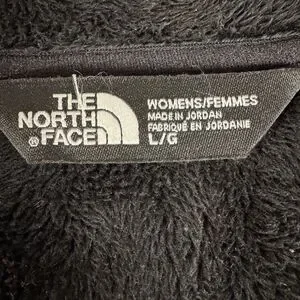 THE
NORTH
FACE
®
WOMENS/FEMMES
MADE IN JORDAN
FABRIQUÉ EN JORDANIE
L/G